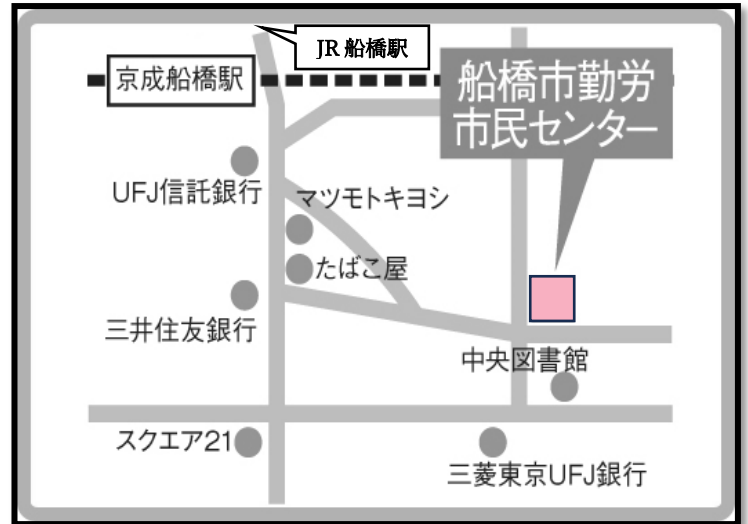 JR 船橋駅
京成船橋駅
船橋市勤労
市民センター
UFJ信託銀行
マツモトキヨシ
たばこ屋
三井住友銀行
中央図書館
スクエア21
三菱東京UFJ銀行